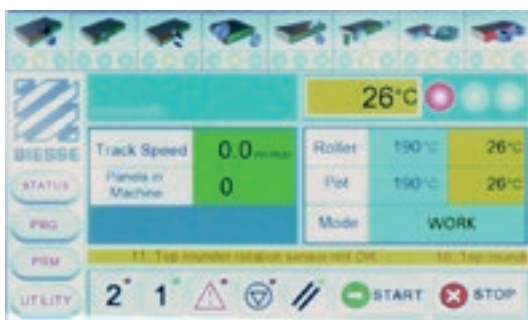 26°C
BIESSE
Track Speed 0.0
Roller 190°C 26°C
STATUS
Panels in Machine 0
Pot 190°C 26°C
PRG
Mode WORK
PRM
11: Top rounder rotation sensor not OK 10: Top round
UTILITY
2 1 START STOP